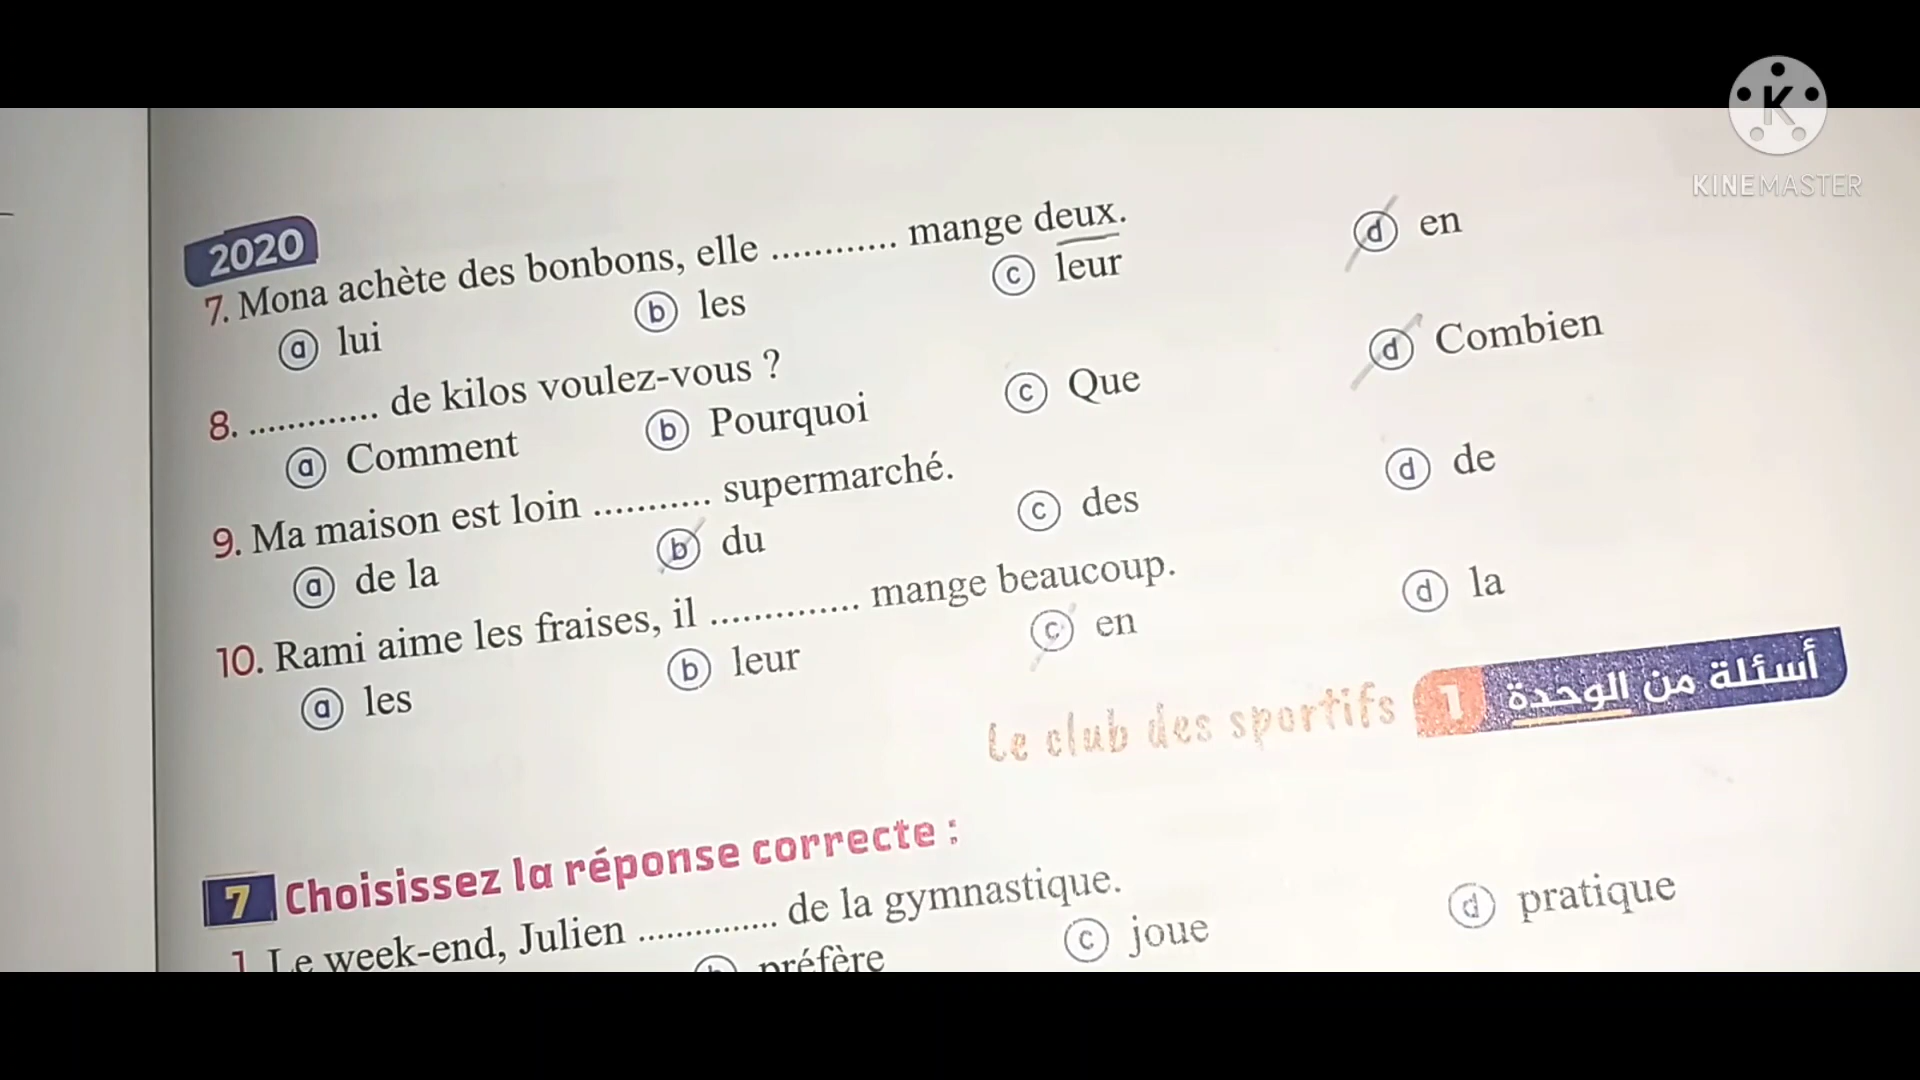 KINEMASTER
2020
7. Mona achète des bonbons, elle ............ mange deux.
a lui b les c leur d en
8. ............. de kilos voulez-vous ?
a Comment b Pourquoi c Que d Combien
9. Ma maison est loin ........... supermarché.
a de la b du c des d de
10. Rami aime les fraises, il .............. mange beaucoup.
a les b leur c en d la
Le club des sportifs 1 أسئلة من الوحدة
7 Choisissez la réponse correcte :
1 Le week-end, Julien .............. de la gymnastique.
b préfère c joue d pratique